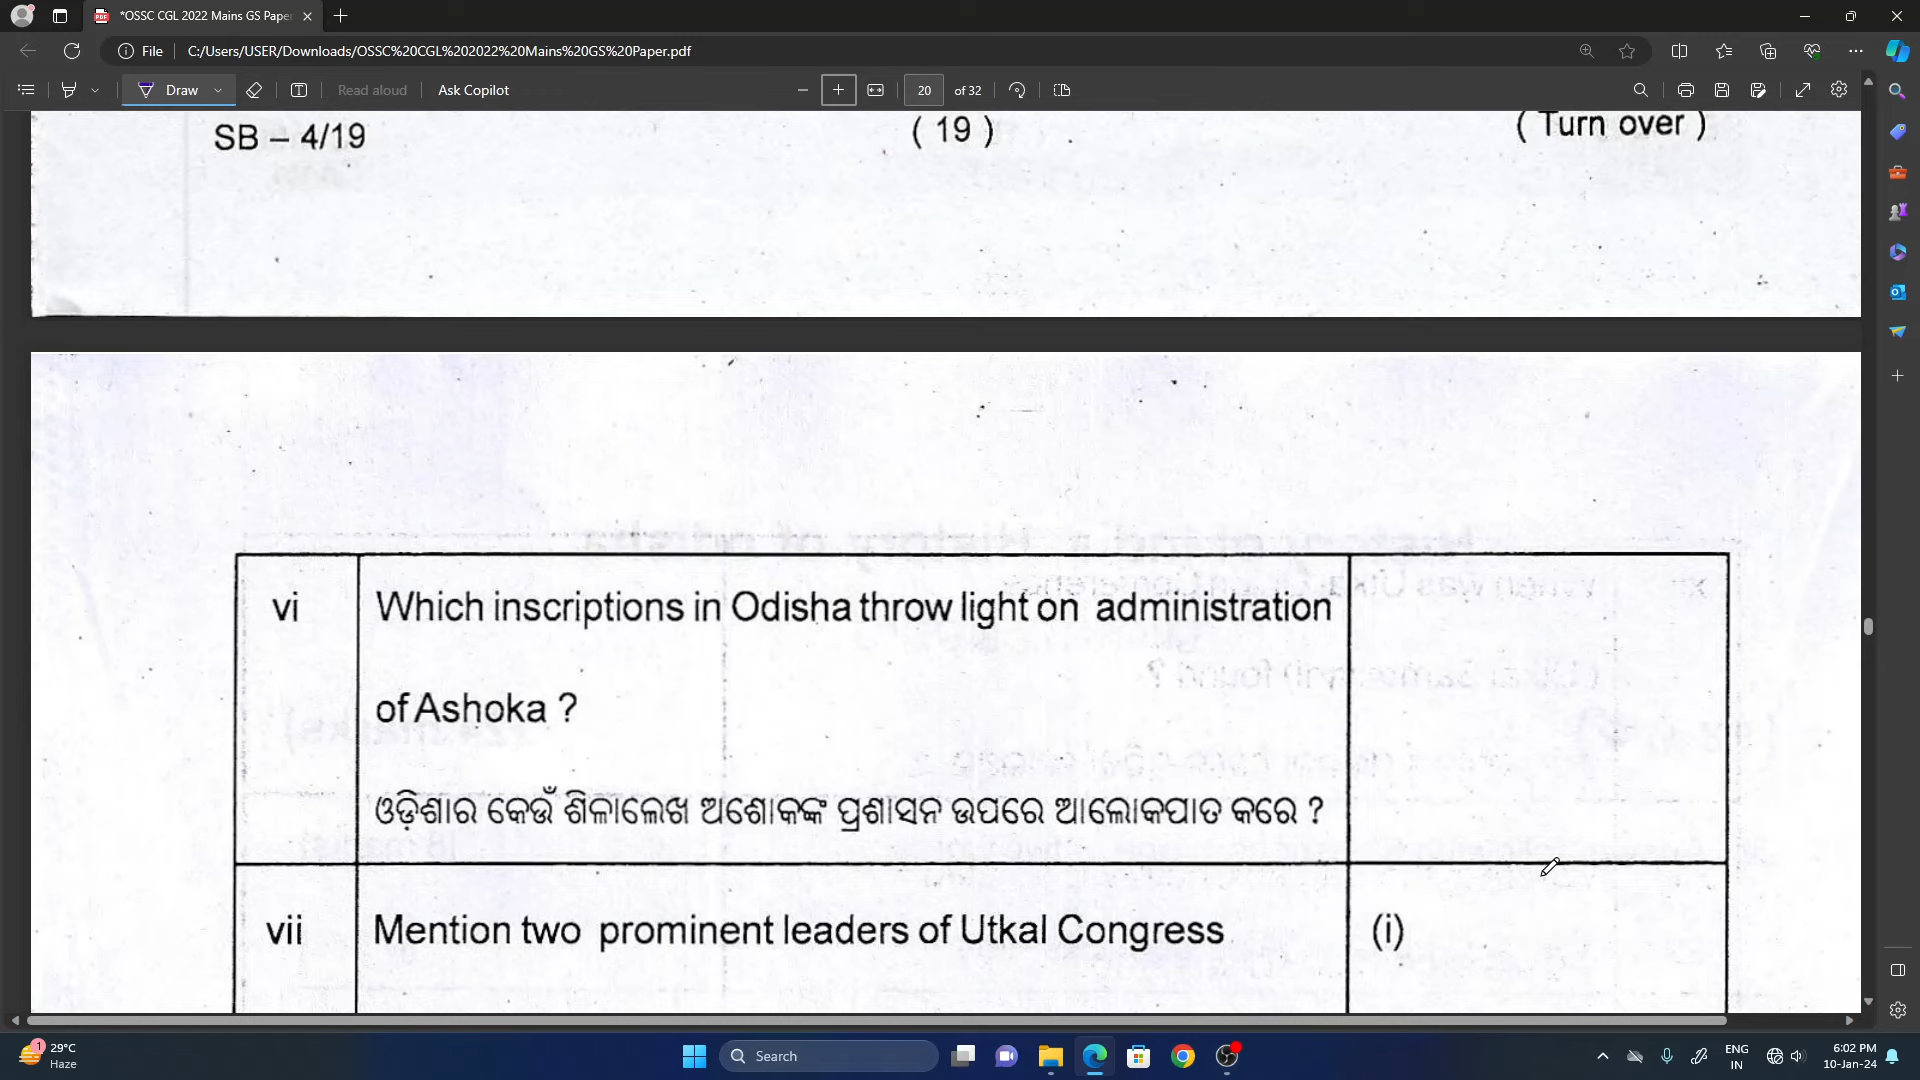 *OSSC CGL 2022 Mains GS Paper
File C:/Users/USER/Downloads/OSSC%20CGL%202022%20Mains%20GS%20Paper.pdf
Draw Read aloud Ask Copilot 20 of 32
SB – 4/19 ( 19 ) ( Turn over )
vi Which inscriptions in Odisha throw light on administration
of Ashoka ?
ଓଡ଼ିଶାର କେଉଁ ଶିଳାଲେଖ ଅଶୋକଙ୍କ ପ୍ରଶାସନ ଉପରେ ଆଲୋକପାତ କରେ ?
vii Mention two prominent leaders of Utkal Congress (i)
1 29°C
Haze
Search
ENG
IN
6:02 PM
10-Jan-24